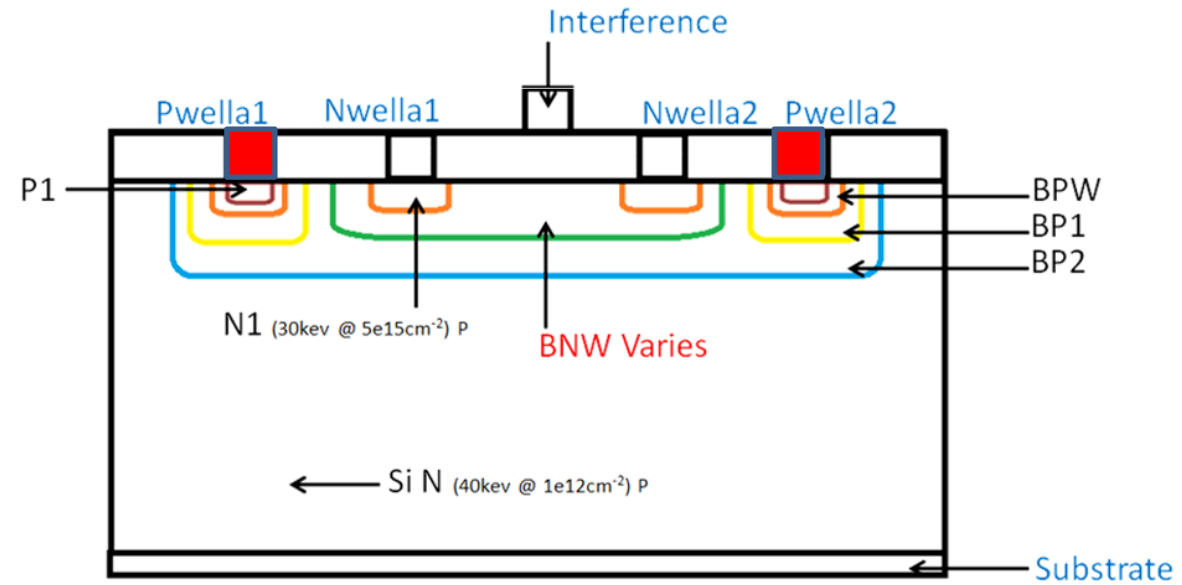 Interference
Pwella1 Nwella1 Nwella2 Pwella2
P1
BPW
BP1
BP2
N1 (30kev @ 5e15cm⁻²) P
BNW Varies
Si N (40kev @ 1e12cm⁻²) P
Substrate